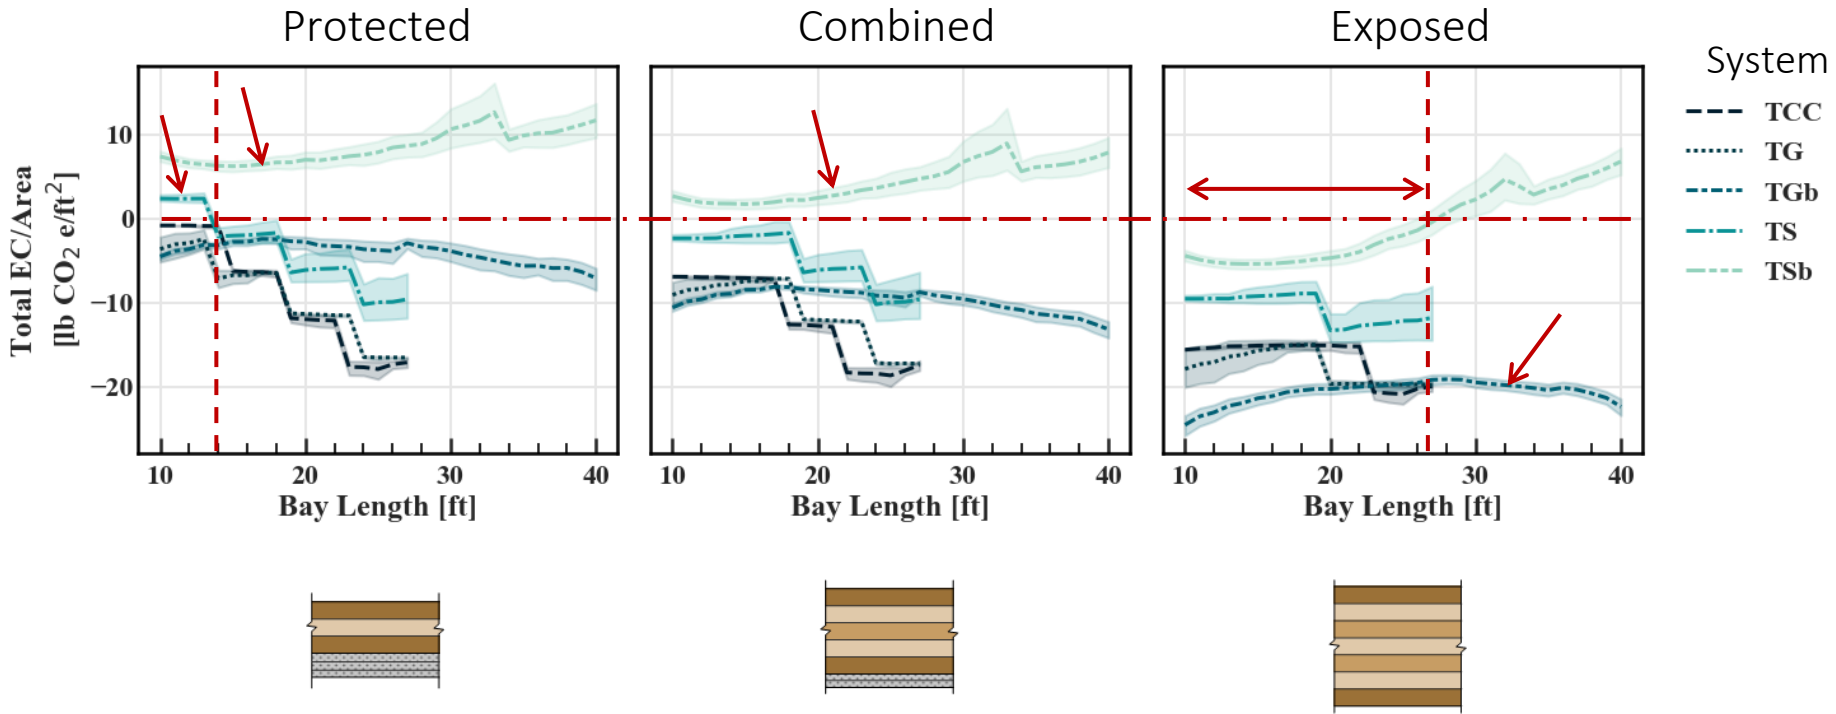 Protected
Combined
Exposed
System
TCC
TG
TGb
TS
TSb
Total EC/Area
[lb CO₂ e/ft²]
10
0
−10
−20
10 20 30 40
Bay Length [ft]
10 20 30 40
Bay Length [ft]
10 20 30 40
Bay Length [ft]